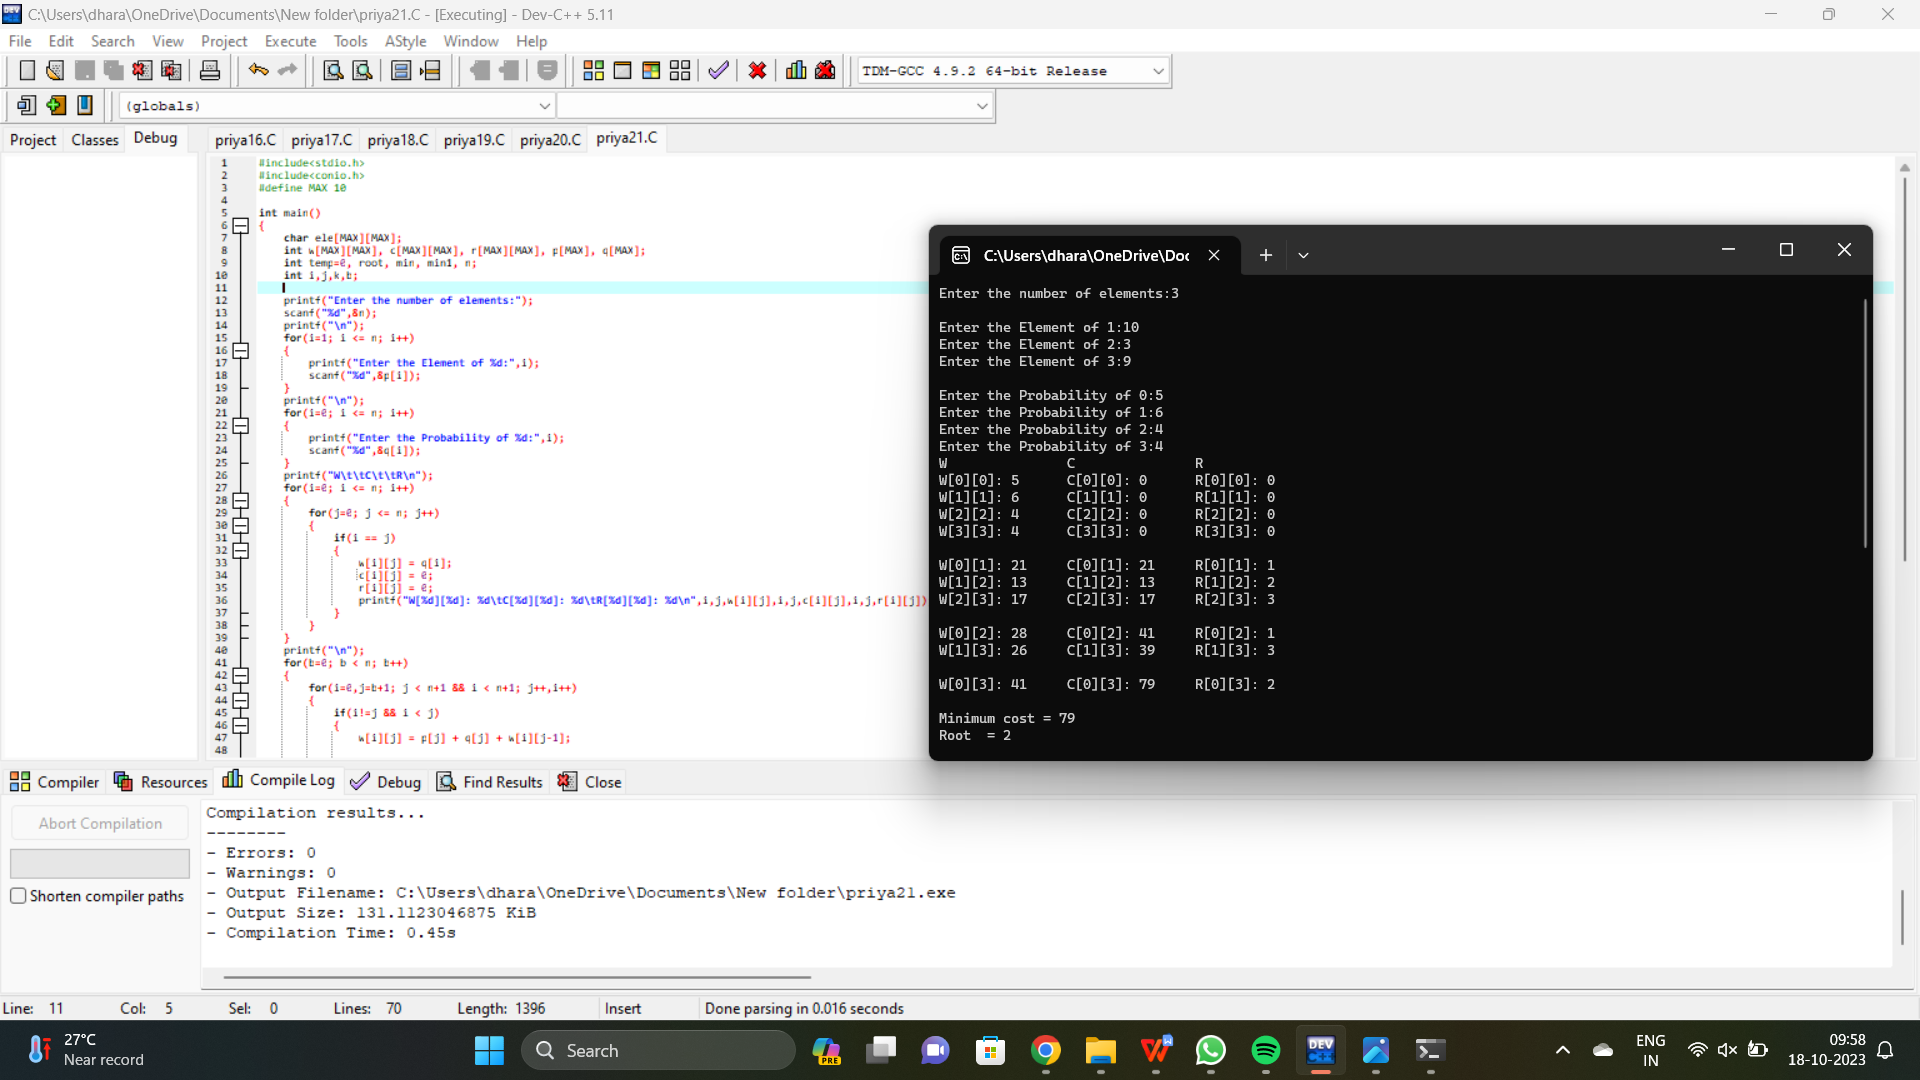 C:\Users\dhara\OneDrive\Documents\New folder\priya21.C - [Executing] - Dev-C++ 5.11
File Edit Search View Project Execute Tools AStyle Window Help
TDM-GCC 4.9.2 64-bit Release
(globals)
Project Classes Debug
priya16.C priya17.C priya18.C priya19.C priya20.C priya21.C
1 #include<stdio.h>
2 #include<conio.h>
3 #define MAX 10
4
5 int main()
6 {
7 char ele[MAX][MAX];
8 int w[MAX][MAX], c[MAX][MAX], r[MAX][MAX], p[MAX], q[MAX];
9 int temp=0, root, min, min1, n;
10 int i,j,k,b;
11
12 printf("Enter the number of elements:");
13 scanf("%d",&n);
14 printf("\n");
15 for(i=1; i <= n; i++)
16 {
17 printf("Enter the Element of %d:",i);
18 scanf("%d",&p[i]);
19 }
20 printf("\n");
21 for(i=0; i <= n; i++)
22 {
23 printf("Enter the Probability of %d:",i);
24 scanf("%d",&q[i]);
25 }
26 printf("W\t\tC\t\tR\n");
27 for(i=0; i <= n; i++)
28 {
29 for(j=0; j <= n; j++)
30 {
31 if(i == j)
32 {
33 w[i][j] = q[i];
34 c[i][j] = 0;
35 r[i][j] = 0;
36 printf("W[%d][%d]: %d\tC[%d][%d]: %d\tR[%d][%d]: %d\n",i,j,w[i][j],i,j,c[i][j],i,j,r[i][j])
37 }
38 }
39 }
40 printf("\n");
41 for(b=0; b < n; b++)
42 {
43 for(i=0,j=b+1; j < n+1 && i < n+1; j++,i++)
44 {
45 if(i!=j && i < j)
46 {
47 w[i][j] = p[j] + q[j] + w[i][j-1];
48
C:\Users\dhara\OneDrive\Doc
Enter the number of elements:3
Enter the Element of 1:10
Enter the Element of 2:3
Enter the Element of 3:9
Enter the Probability of 0:5
Enter the Probability of 1:6
Enter the Probability of 2:4
Enter the Probability of 3:4
W C R
W[0][0]: 5 C[0][0]: 0 R[0][0]: 0
W[1][1]: 6 C[1][1]: 0 R[1][1]: 0
W[2][2]: 4 C[2][2]: 0 R[2][2]: 0
W[3][3]: 4 C[3][3]: 0 R[3][3]: 0
W[0][1]: 21 C[0][1]: 21 R[0][1]: 1
W[1][2]: 13 C[1][2]: 13 R[1][2]: 2
W[2][3]: 17 C[2][3]: 17 R[2][3]: 3
W[0][2]: 28 C[0][2]: 41 R[0][2]: 1
W[1][3]: 26 C[1][3]: 39 R[1][3]: 3
W[0][3]: 41 C[0][3]: 79 R[0][3]: 2
Minimum cost = 79
Root = 2
Compiler Resources Compile Log Debug Find Results Close
Abort Compilation
Shorten compiler paths
Compilation results...
--------
- Errors: 0
- Warnings: 0
- Output Filename: C:\Users\dhara\OneDrive\Documents\New folder\priya21.exe
- Output Size: 131.1123046875 KiB
- Compilation Time: 0.45s
Line: 11 Col: 5 Sel: 0 Lines: 70 Length: 1396 Insert Done parsing in 0.016 seconds
27°C
Near record
Search
PRE
DEV
ENG
IN
09:58
18-10-2023